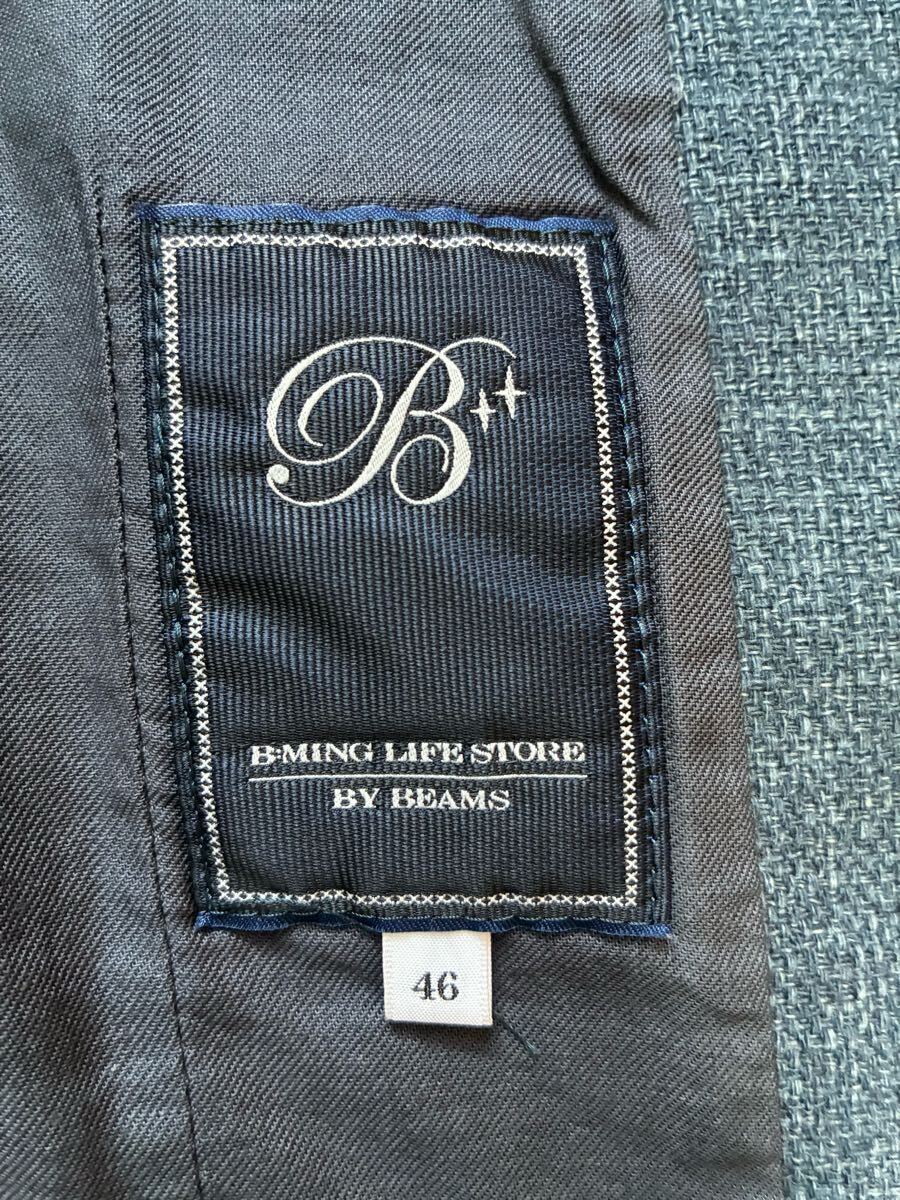 B++
B:MING LIFE STORE
BY BEAMS
46